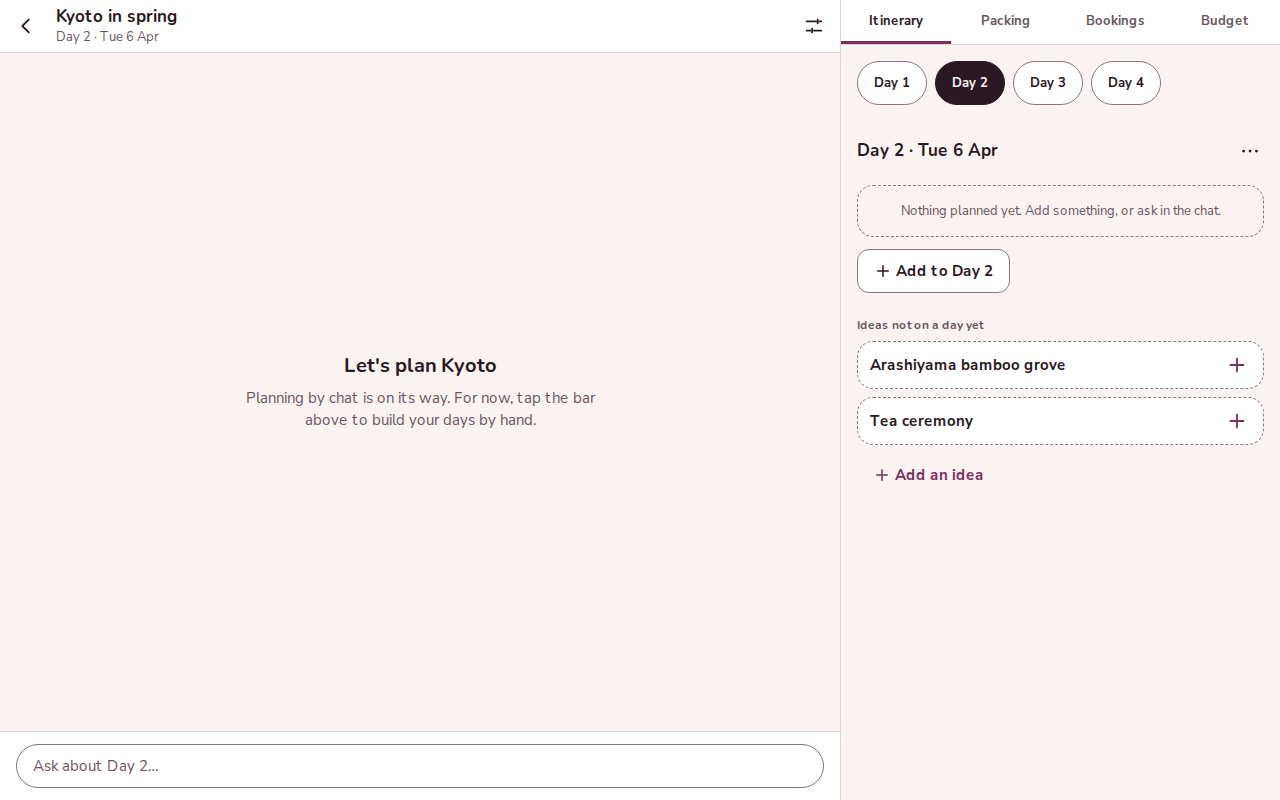 Kyoto in spring
Day 2 · Tue 6 Apr
Let's plan Kyoto
Planning by chat is on its way. For now, tap the bar
above to build your days by hand.
Ask about Day 2...
Itinerary
Packing
Bookings
Budget
Day 1
Day 2
Day 3
Day 4
Day 2 · Tue 6 Apr
Nothing planned yet. Add something, or ask in the chat.
Add to Day 2
Ideas not on a day yet
Arashiyama bamboo grove
Tea ceremony
Add an idea